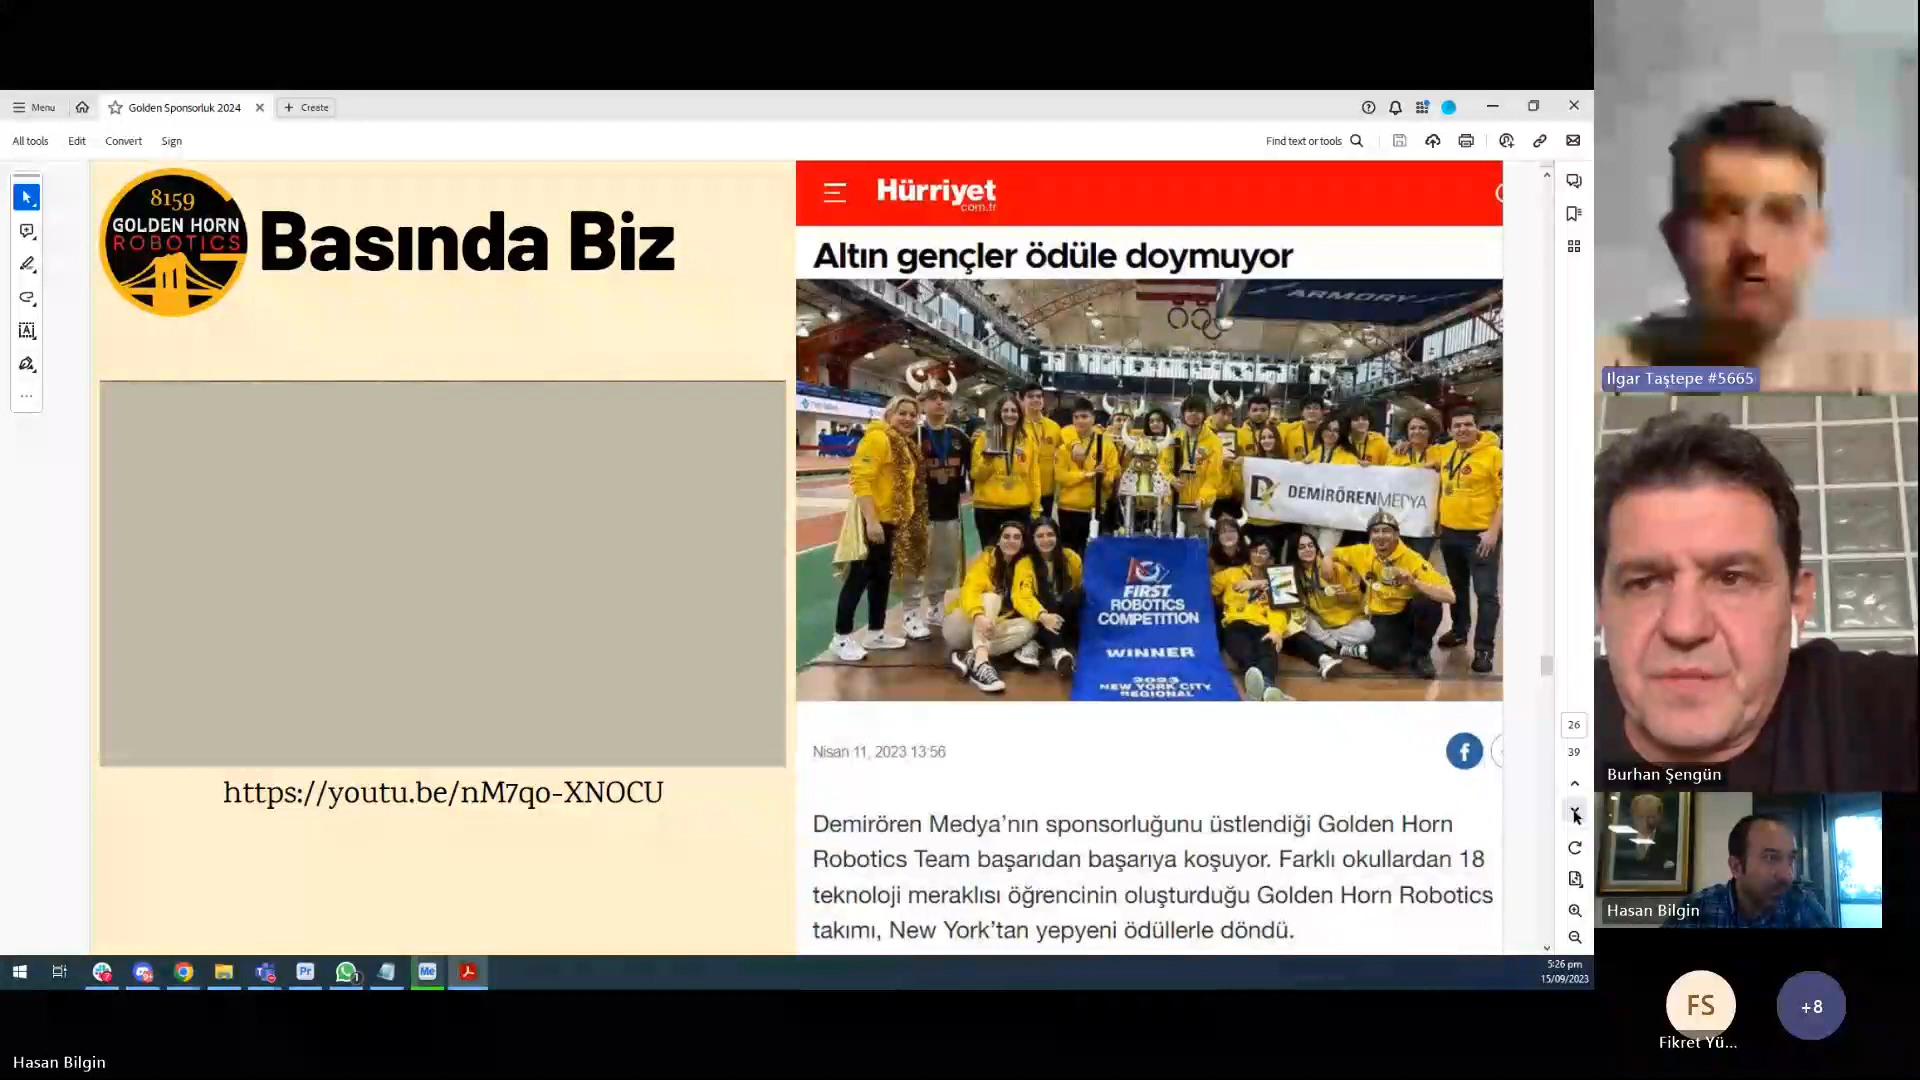 Menu
Golden Sponsorluk 2024
Create
All tools
Edit
Convert
Sign
Find text or tools
8159
GOLDEN HORN
ROBOTICS
Basında Biz
https://youtu.be/nM7qo-XNOCU
Hürriyet
com.tr
Altın gençler ödüle doymuyor
ARMORY
DEMİRÖRENMEDYA
FIRST
ROBOTICS
COMPETITION
WINNER
2023
NEW YORK CITY
REGIONAL
Nisan 11, 2023 13:56
Demirören Medya’nın sponsorluğunu üstlendiği Golden Horn
Robotics Team başarıdan başarıya koşuyor. Farklı okullardan 18
teknoloji meraklısı öğrencinin oluşturduğu Golden Horn Robotics
takımı, New York’tan yepyeni ödüllerle döndü.
26
39
Pr
1
Me
5:26 pm
15/09/2023
Ilgar Taştepe #5665
Burhan Şengün
Hasan Bilgin
FS
+8
Fikret Yü...
Hasan Bilgin